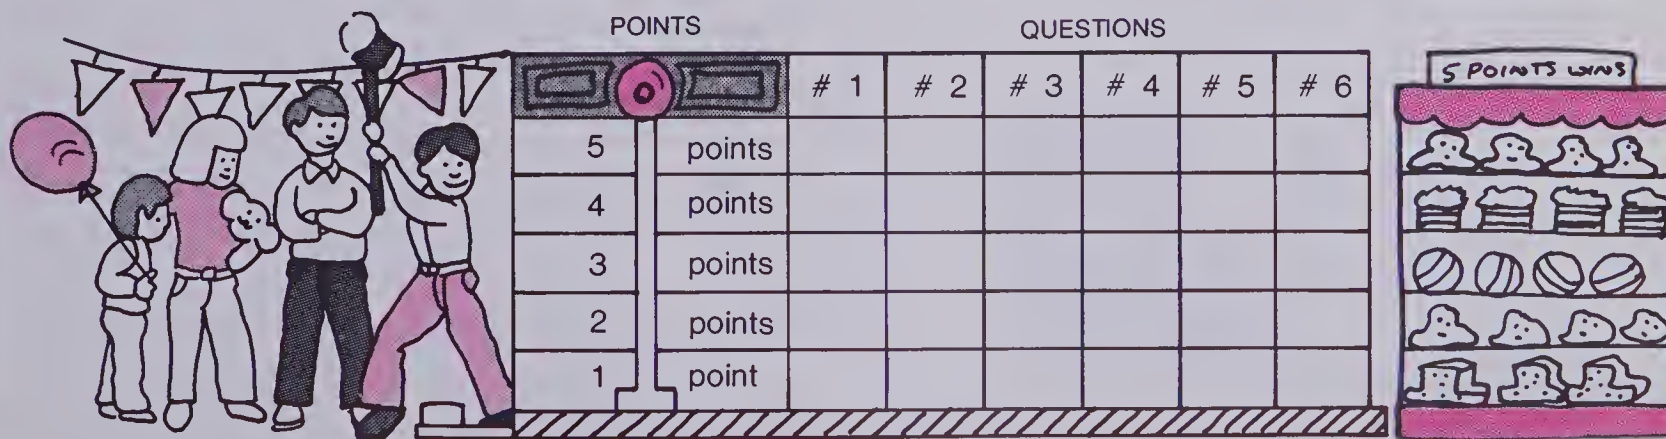 POINTS QUESTIONS
5 POINTS WINS
# 1 # 2 # 3 # 4 # 5 # 6
5 points
4 points
3 points
2 points
1 point